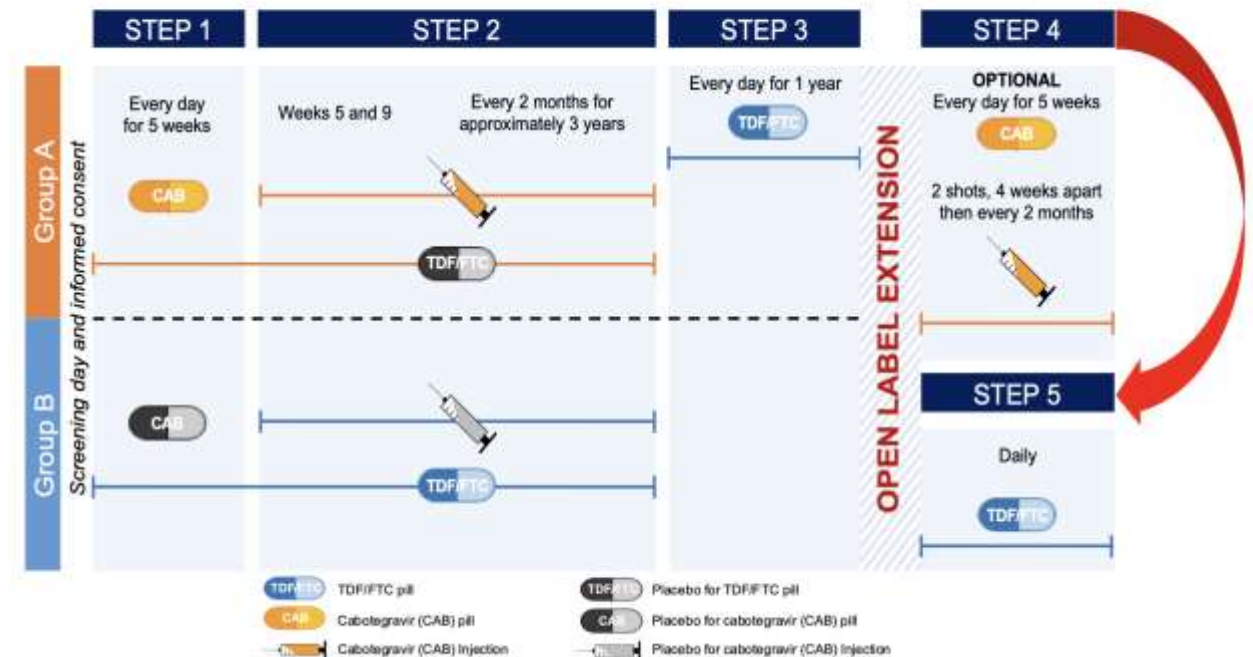 STEP 1
STEP 2
STEP 3
STEP 4
Group A
Group B
Screening day and informed consent
Every day
for 5 weeks
CAB
Weeks 5 and 9
Every 2 months for
approximately 3 years
TDF/FTC
Every day for 1 year
TDF/FTC
OPEN LABEL EXTENSION
OPTIONAL
Every day for 5 weeks
CAB
2 shots, 4 weeks apart
then every 2 months
CAB
TDF/FTC
STEP 5
Daily
TDF/FTC
TDF/FTC TDF/FTC pill
CAB Cabotegravir (CAB) pill
Cabotegravir (CAB) Injection
TDF/FTC Placebo for TDF/FTC pill
CAB Placebo for cabotegravir (CAB) pill
Placebo for cabotegravir (CAB) Injection